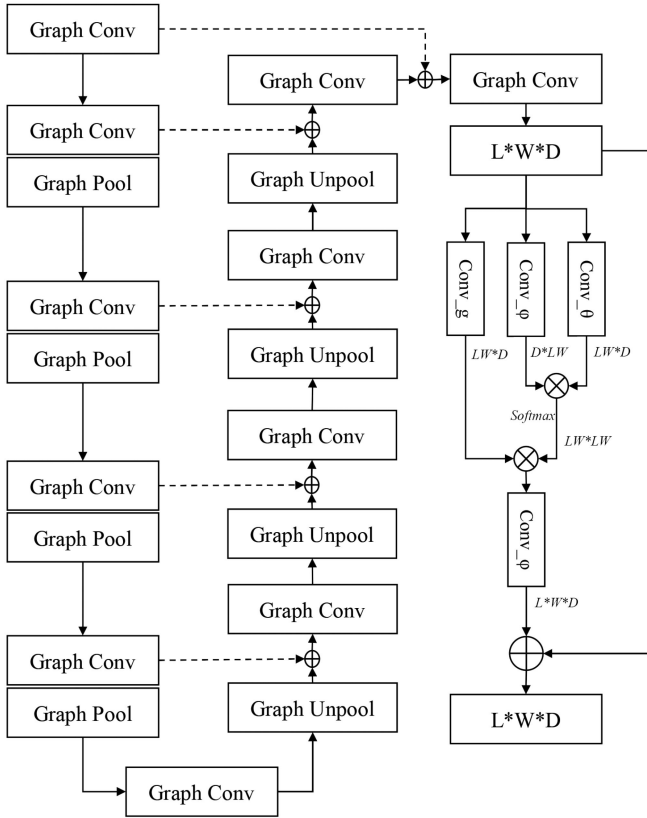 Graph Conv
Graph Conv
Graph Pool
Graph Conv
Graph Pool
Graph Conv
Graph Pool
Graph Conv
Graph Pool
Graph Conv
Graph Conv
Graph Unpool
Graph Conv
Graph Unpool
Graph Conv
Graph Unpool
Graph Conv
Graph Unpool
Graph Conv
L*W*D
Conv_g
Conv_φ
Conv_θ
LW*D
D*LW
LW*D
Softmax
LW*LW
Conv_φ
L*W*D
L*W*D